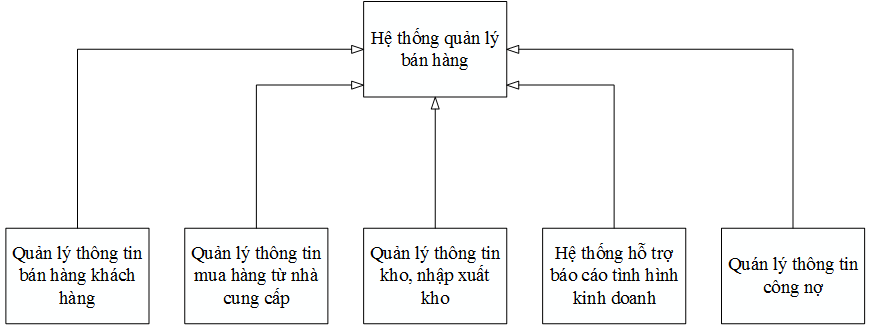 Hệ thống quản lý
bán hàng
Quản lý thông tin
bán hàng khách
hàng
Quản lý thông tin
mua hàng từ nhà
cung cấp
Quản lý thông tin
kho, nhập xuất
kho
Hệ thống hỗ trợ
báo cáo tình hình
kinh doanh
Quán lý thông tin
công nợ